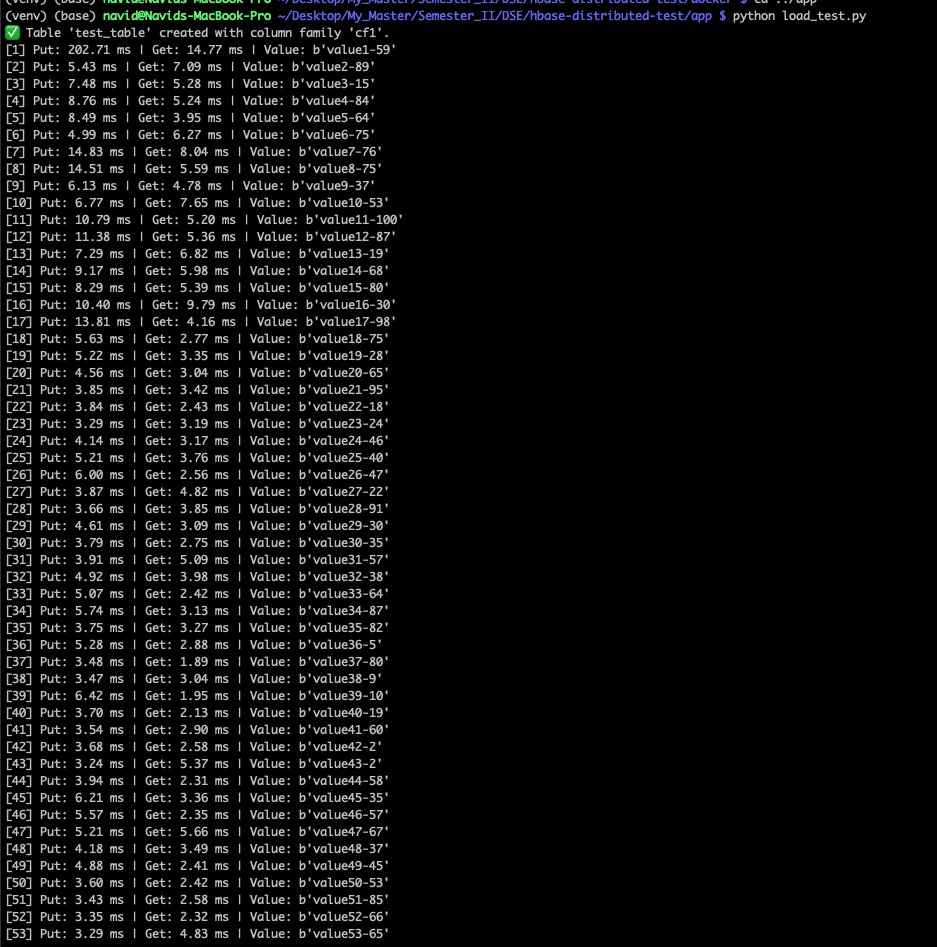 (venv) (base) navid@Navids-MacBook-Pro ~/Desktop/My_Master/Semester_II/DSE/hbase-distributed-test/docker $ cd ../app
(venv) (base) navid@Navids-MacBook-Pro ~/Desktop/My_Master/Semester_II/DSE/hbase-distributed-test/app $ python load_test.py
✅ Table 'test_table' created with column family 'cf1'.
[1] Put: 202.71 ms | Get: 14.77 ms | Value: b'value1-59'
[2] Put: 5.43 ms | Get: 7.09 ms | Value: b'value2-89'
[3] Put: 7.48 ms | Get: 5.28 ms | Value: b'value3-15'
[4] Put: 8.76 ms | Get: 5.24 ms | Value: b'value4-84'
[5] Put: 8.49 ms | Get: 3.95 ms | Value: b'value5-64'
[6] Put: 4.99 ms | Get: 6.27 ms | Value: b'value6-75'
[7] Put: 14.83 ms | Get: 8.04 ms | Value: b'value7-76'
[8] Put: 14.51 ms | Get: 5.59 ms | Value: b'value8-75'
[9] Put: 6.13 ms | Get: 4.78 ms | Value: b'value9-37'
[10] Put: 6.77 ms | Get: 7.65 ms | Value: b'value10-53'
[11] Put: 10.79 ms | Get: 5.20 ms | Value: b'value11-100'
[12] Put: 11.38 ms | Get: 5.36 ms | Value: b'value12-87'
[13] Put: 7.29 ms | Get: 6.82 ms | Value: b'value13-19'
[14] Put: 9.17 ms | Get: 5.98 ms | Value: b'value14-68'
[15] Put: 8.29 ms | Get: 5.39 ms | Value: b'value15-80'
[16] Put: 10.40 ms | Get: 9.79 ms | Value: b'value16-30'
[17] Put: 13.81 ms | Get: 4.16 ms | Value: b'value17-98'
[18] Put: 5.63 ms | Get: 2.77 ms | Value: b'value18-75'
[19] Put: 5.22 ms | Get: 3.35 ms | Value: b'value19-28'
[20] Put: 4.56 ms | Get: 3.04 ms | Value: b'value20-65'
[21] Put: 3.85 ms | Get: 3.42 ms | Value: b'value21-95'
[22] Put: 3.84 ms | Get: 2.43 ms | Value: b'value22-18'
[23] Put: 3.29 ms | Get: 3.19 ms | Value: b'value23-24'
[24] Put: 4.14 ms | Get: 3.17 ms | Value: b'value24-46'
[25] Put: 5.21 ms | Get: 3.76 ms | Value: b'value25-40'
[26] Put: 6.00 ms | Get: 2.56 ms | Value: b'value26-47'
[27] Put: 3.87 ms | Get: 4.82 ms | Value: b'value27-22'
[28] Put: 3.66 ms | Get: 3.85 ms | Value: b'value28-91'
[29] Put: 4.61 ms | Get: 3.09 ms | Value: b'value29-30'
[30] Put: 3.79 ms | Get: 2.75 ms | Value: b'value30-35'
[31] Put: 3.91 ms | Get: 5.09 ms | Value: b'value31-57'
[32] Put: 4.92 ms | Get: 3.98 ms | Value: b'value32-38'
[33] Put: 5.07 ms | Get: 2.42 ms | Value: b'value33-64'
[34] Put: 5.74 ms | Get: 3.13 ms | Value: b'value34-87'
[35] Put: 3.75 ms | Get: 3.27 ms | Value: b'value35-82'
[36] Put: 5.28 ms | Get: 2.88 ms | Value: b'value36-5'
[37] Put: 3.48 ms | Get: 1.89 ms | Value: b'value37-80'
[38] Put: 3.47 ms | Get: 3.04 ms | Value: b'value38-9'
[39] Put: 6.42 ms | Get: 1.95 ms | Value: b'value39-10'
[40] Put: 3.70 ms | Get: 2.13 ms | Value: b'value40-19'
[41] Put: 3.54 ms | Get: 2.90 ms | Value: b'value41-60'
[42] Put: 3.68 ms | Get: 2.58 ms | Value: b'value42-2'
[43] Put: 3.24 ms | Get: 5.37 ms | Value: b'value43-2'
[44] Put: 3.94 ms | Get: 2.31 ms | Value: b'value44-58'
[45] Put: 6.21 ms | Get: 3.36 ms | Value: b'value45-35'
[46] Put: 5.57 ms | Get: 2.35 ms | Value: b'value46-57'
[47] Put: 5.21 ms | Get: 5.66 ms | Value: b'value47-67'
[48] Put: 4.18 ms | Get: 3.49 ms | Value: b'value48-37'
[49] Put: 4.88 ms | Get: 2.41 ms | Value: b'value49-45'
[50] Put: 3.60 ms | Get: 2.42 ms | Value: b'value50-53'
[51] Put: 3.43 ms | Get: 2.58 ms | Value: b'value51-85'
[52] Put: 3.35 ms | Get: 2.32 ms | Value: b'value52-66'
[53] Put: 3.29 ms | Get: 4.83 ms | Value: b'value53-65'